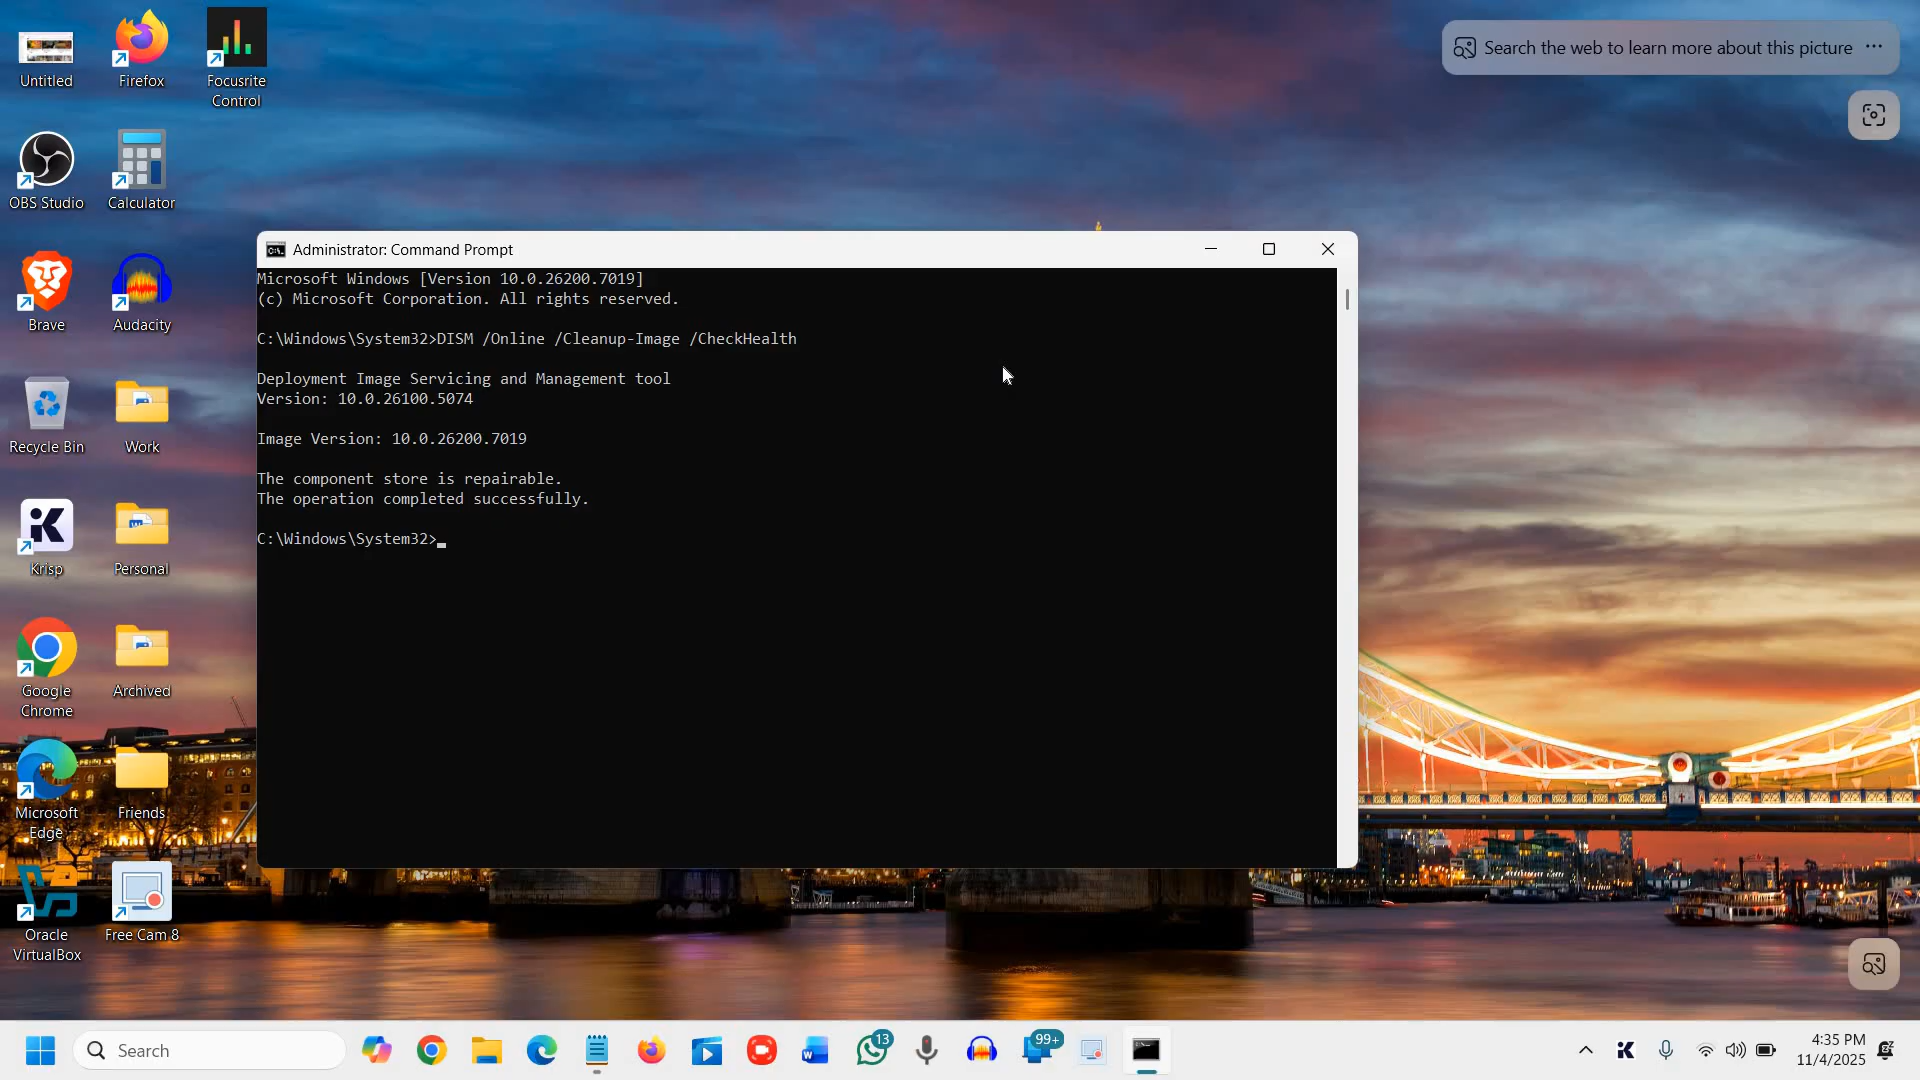 Untitled
Firefox
Focusrite
Control
OBS Studio
Calculator
Brave
Audacity
Recycle Bin
Work
Krisp
Personal
Google
Chrome
Archived
Microsoft
Edge
Friends
Oracle
VirtualBox
Free Cam 8
Search the web to learn more about this picture
Administrator: Command Prompt
Microsoft Windows [Version 10.0.26200.7019]
(c) Microsoft Corporation. All rights reserved.
C:\Windows\System32>DISM /Online /Cleanup-Image /CheckHealth
Deployment Image Servicing and Management tool
Version: 10.0.26100.5074
Image Version: 10.0.26200.7019
The component store is repairable.
The operation completed successfully.
C:\Windows\System32>
Search
13
99+
4:35 PM
11/4/2025